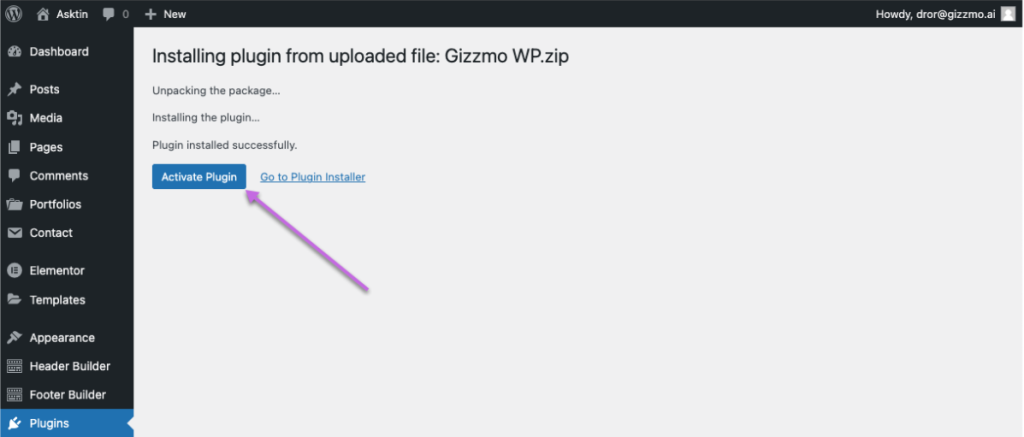 Asktin 0 New Howdy, dror@gizzmo.ai
Dashboard
Posts
Media
Pages
Comments
Portfolios
Contact
Elementor
Templates
Appearance
Header Builder
Footer Builder
Plugins
Installing plugin from uploaded file: Gizzmo WP.zip
Unpacking the package...
Installing the plugin...
Plugin installed successfully.
Activate Plugin Go to Plugin Installer